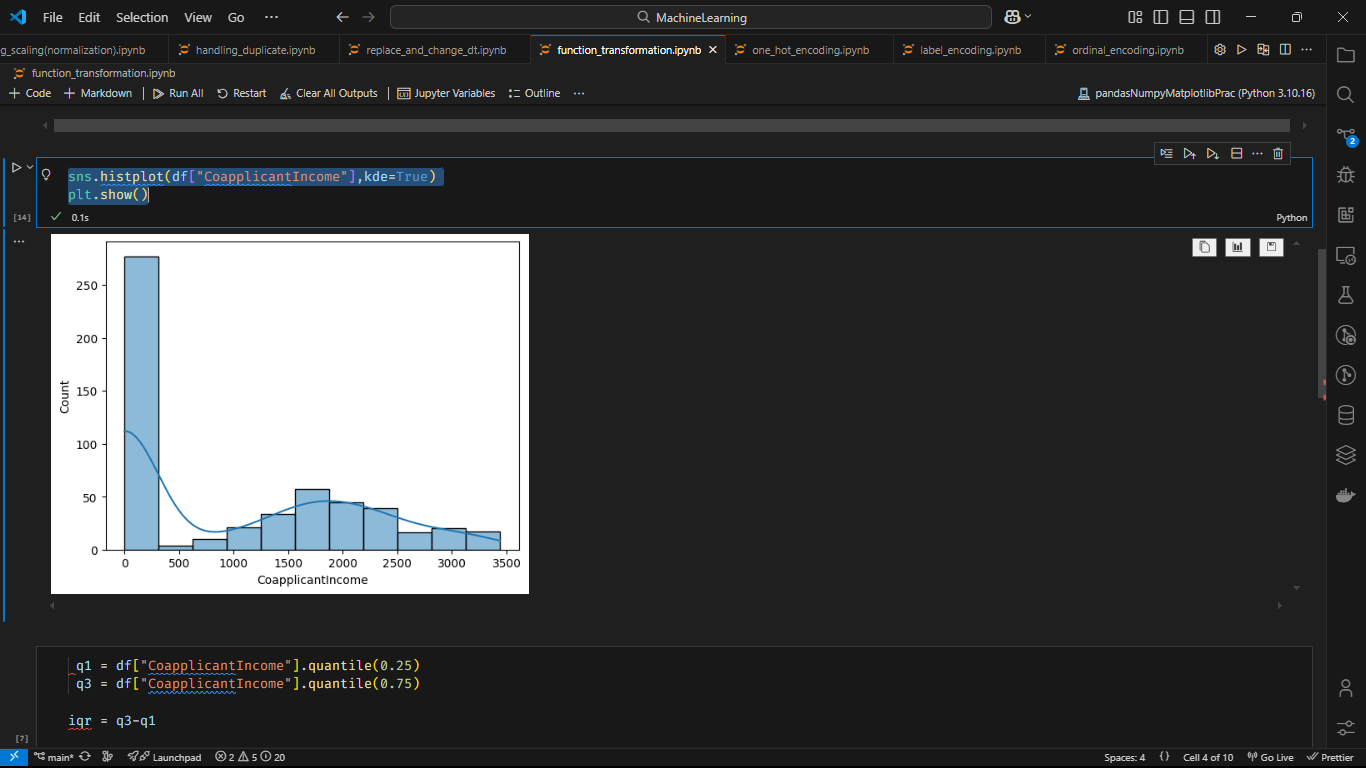 File Edit Selection View Go ··· MachineLearning
g_scaling(normalization).ipynb handling_duplicate.ipynb replace_and_change_dt.ipynb function_transformation.ipynb one_hot_encoding.ipynb label_encoding.ipynb ordinal_encoding.ipynb ···
function_transformation.ipynb
+ Code + Markdown | Run All Restart Clear All Outputs | Jupyter Variables Outline ··· pandasNumpyMatplotlibPrac (Python 3.10.16)
2
sns.histplot(df["CoapplicantIncome"],kde=True)
plt.show()
[14] 0.1s Python
250
200
150
100
50
0
Count
0 500 1000 1500 2000 2500 3000 3500
CoapplicantIncome
q1 = df["CoapplicantIncome"].quantile(0.25)
q3 = df["CoapplicantIncome"].quantile(0.75)
iqr = q3-q1
[7]
main* Launchpad 2 5 20 Spaces: 4 {} Cell 4 of 10 Go Live Prettier